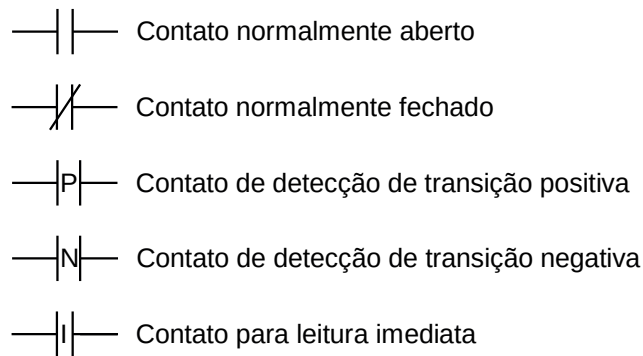 Contato normalmente aberto
Contato normalmente fechado
P Contato de detecção de transição positiva
N Contato de detecção de transição negativa
I Contato para leitura imediata